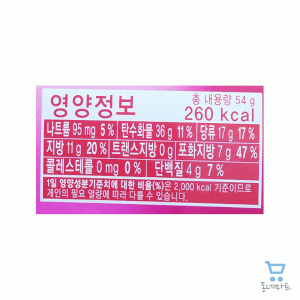 영양정보 총 내용량 54 g
260 kcal
나트륨 95 mg 5 % 탄수화물 36 g 11 % 당류 17 g 17 %
지방 11 g 20 % 트랜스지방 0 g 포화지방 7 g 47 %
콜레스테롤 0 mg 0 % 단백질 4 g 7 %
1일 영양성분기준치에 대한 비율(%)은 2,000 kcal 기준이므로
개인의 필요 열량에 따라 다를 수 있습니다.
동네마트